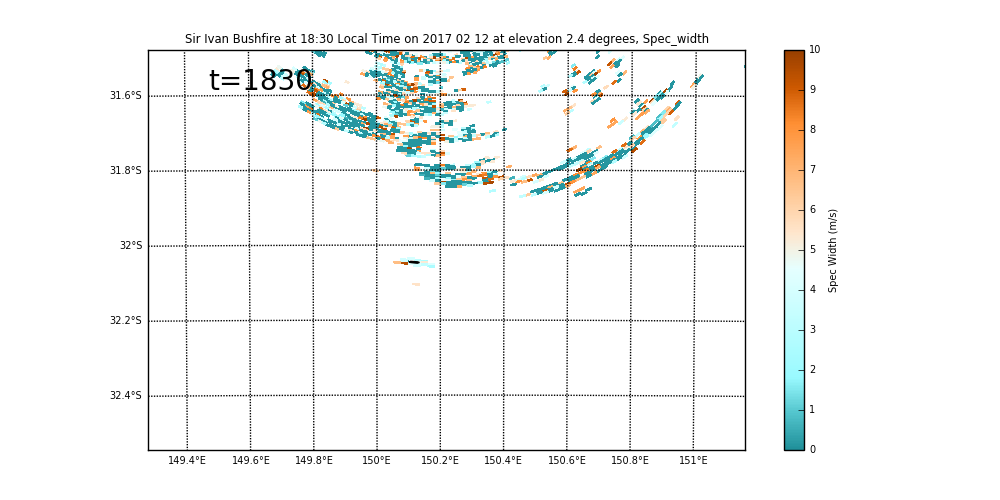 Sir Ivan Bushfire at 18:30 Local Time on 2017 02 12 at elevation 2.4 degrees, Spec_width
t=1830
31.6°S
31.8°S
32°S
32.2°S
32.4°S
149.4°E 149.6°E 149.8°E 150°E 150.2°E 150.4°E 150.6°E 150.8°E 151°E
10
9
8
7
6
5
4
3
2
1
0
Spec Width (m/s)